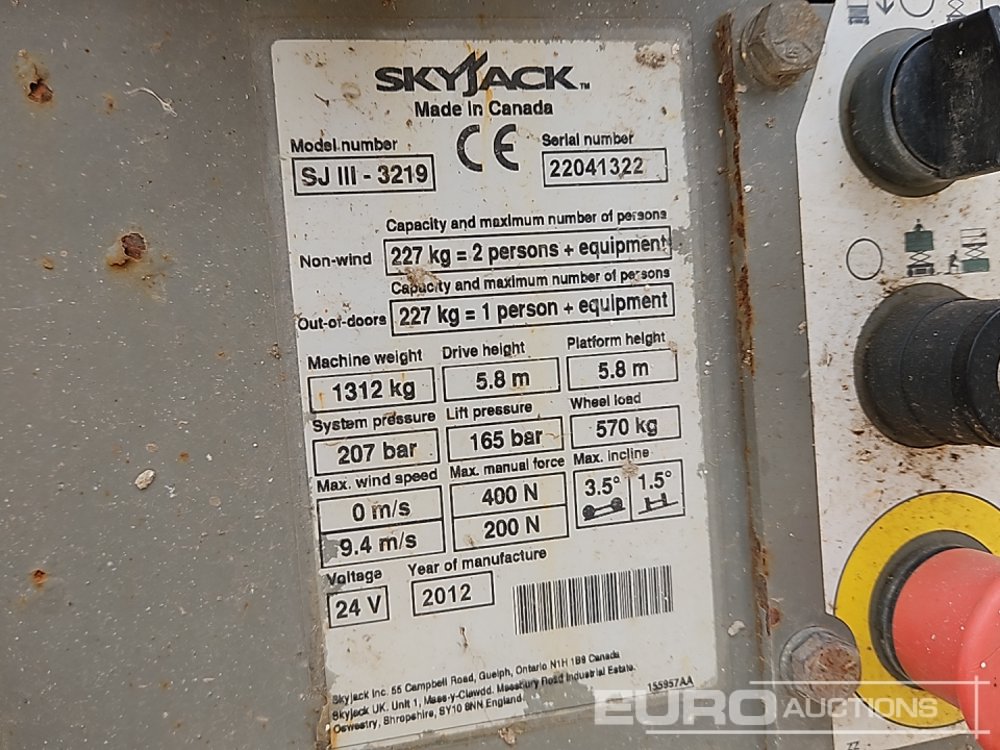 SKYJACK™
Made in Canada
CE
Model number
SJ III - 3219
Serial number
22041322
Capacity and maximum number of persons
Non-wind
227 kg = 2 persons + equipment
Capacity and maximum number of persons
Out-of-doors
227 kg = 1 person + equipment
Machine weight
1312 kg
Drive height
5.8 m
Platform height
5.8 m
System pressure
207 bar
Lift pressure
165 bar
Wheel load
570 kg
Max. wind speed
0 m/s
9.4 m/s
Max. manual force
400 N
200 N
Max. incline
3.5° 1.5°
Voltage
24 V
Year of manufacture
2012
Skyjack Inc. 55 Campbell Road, Guelph, Ontario N1H 1B9 Canada
Skyjack UK. Unit 1, Maes-y-Clawdd. Maesbury Road Industrial Estate.
Oswestry, Shropshire, SY10 8NN England.
155957AA
EURO AUCTIONS